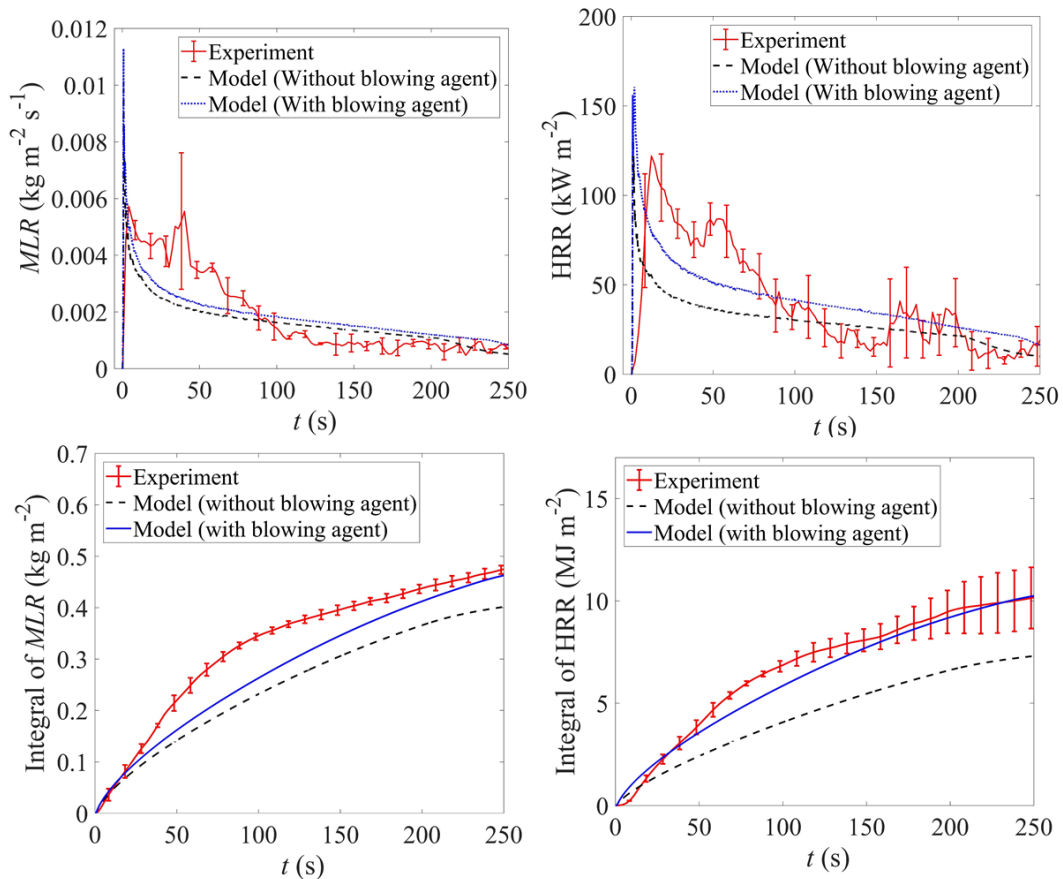 0.012
0.01
0.008
0.006
0.004
0.002
0
MLR (kg m⁻² s⁻¹)
Experiment
Model (Without blowing agent)
Model (With blowing agent)
0 50 100 150 200 250
t (s)
200
150
100
50
0
HRR (kW m⁻²)
Experiment
Model (Without blowing agent)
Model (With blowing agent)
0 50 100 150 200 250
t (s)
0.7
0.6
0.5
0.4
0.3
0.2
0.1
0
Integral of MLR (kg m⁻²)
Experiment
Model (without blowing agent)
Model (with blowing agent)
0 50 100 150 200 250
t (s)
15
10
5
0
Integral of HRR (MJ m⁻²)
Experiment
Model (without blowing agent)
Model (with blowing agent)
0 50 100 150 200 250
t (s)